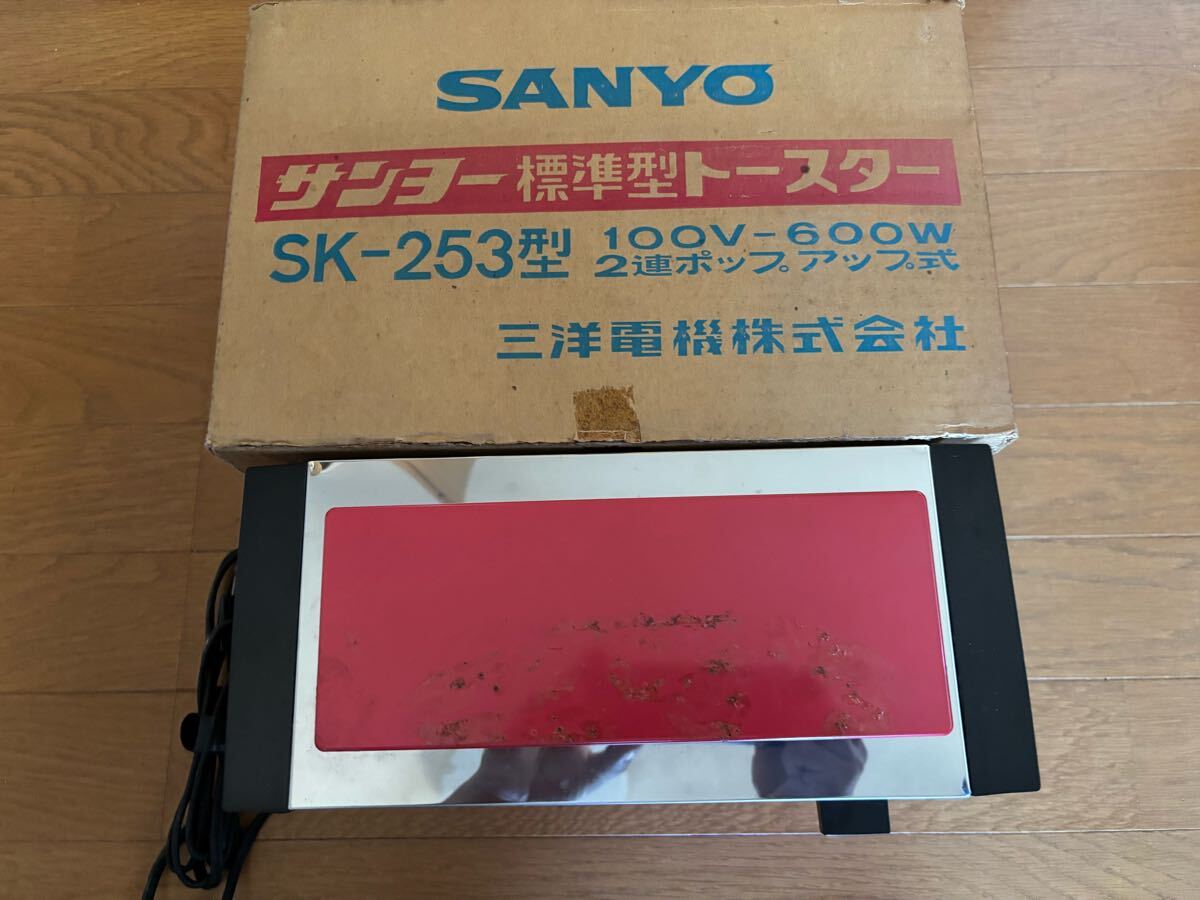 SANYO
サンヨー標準型トースター
SK-253型 100V-600W
2連ポップアップ式
三洋電機株式会社